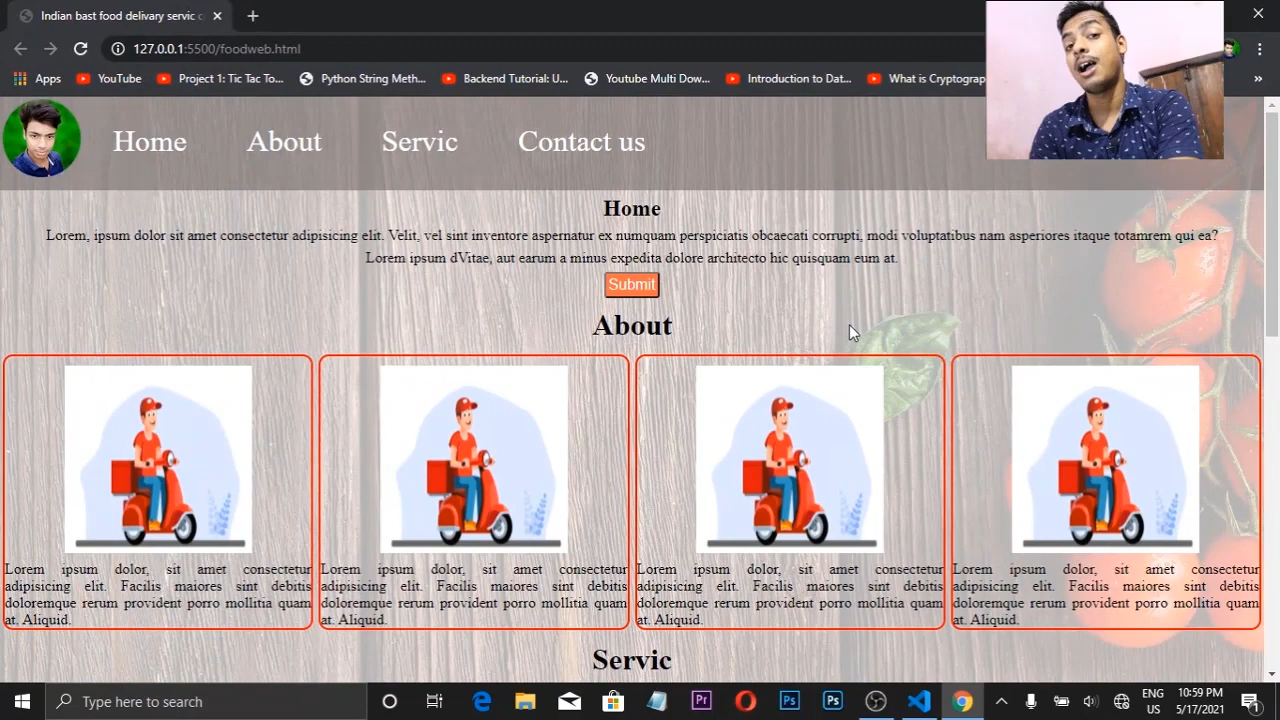 Indian bast food delivary servic c
127.0.0.1:5500/foodweb.html
Apps YouTube Project 1: Tic Tac To... Python String Meth... Backend Tutorial: U... Youtube Multi Dow... Introduction to Dat... What is Cryptograp »
Home About Servic Contact us
Home
Lorem, ipsum dolor sit amet consectetur adipisicing elit. Velit, vel sint inventore aspernatur ex numquam perspiciatis obcaecati corrupti, modi voluptatibus nam asperiores itaque totamrem qui ea?
Lorem ipsum dVitae, aut earum a minus expedita dolore architecto hic quisquam eum at.
Submit
About
Lorem ipsum dolor, sit amet consectetur
adipisicing elit. Facilis maiores sint debitis
doloremque rerum provident porro mollitia quam
at. Aliquid.
Lorem ipsum dolor, sit amet consectetur
adipisicing elit. Facilis maiores sint debitis
doloremque rerum provident porro mollitia quam
at. Aliquid.
Lorem ipsum dolor, sit amet consectetur
adipisicing elit. Facilis maiores sint debitis
doloremque rerum provident porro mollitia quam
at. Aliquid.
Lorem ipsum dolor, sit amet consectetur
adipisicing elit. Facilis maiores sint debitis
doloremque rerum provident porro mollitia quam
at. Aliquid.
Servic
Type here to search
Pr Ps Ps
ENG
US
10:59 PM
5/17/2021
1